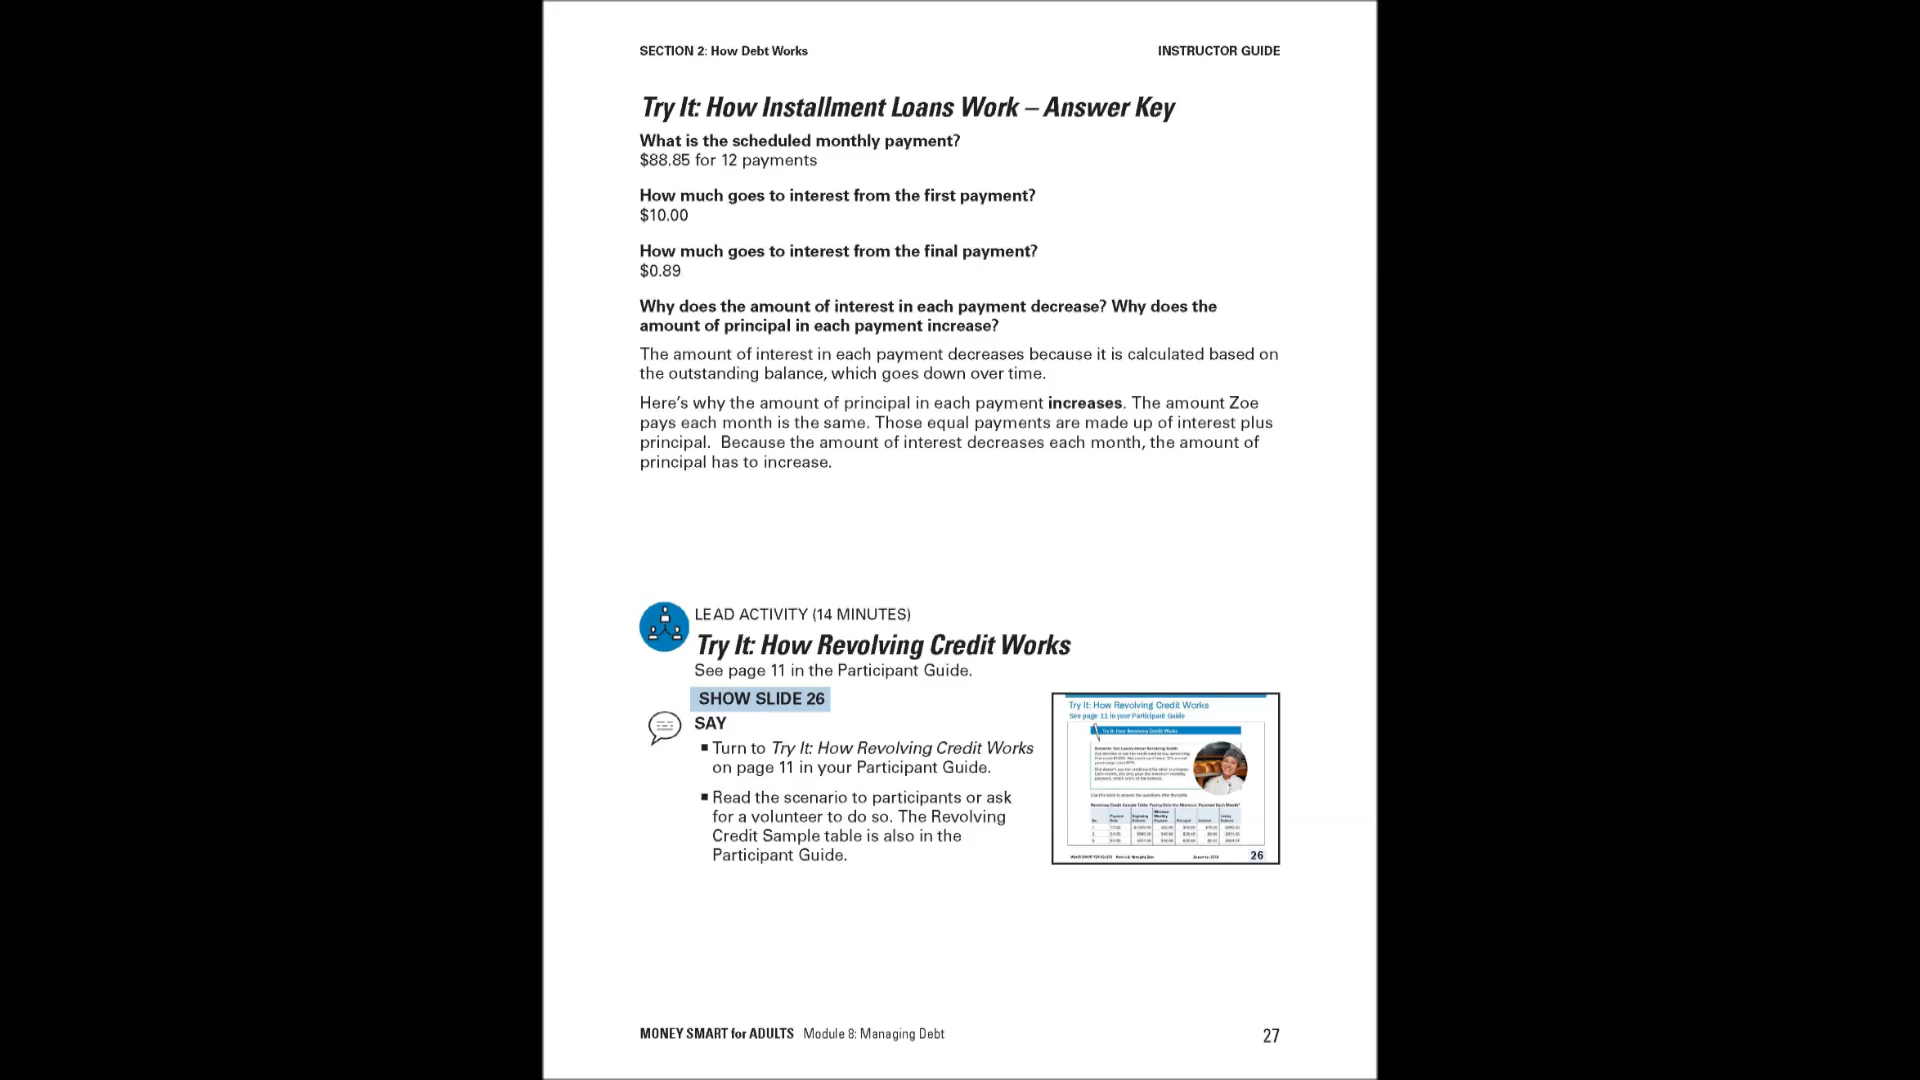 SECTION 2: How Debt Works
INSTRUCTOR GUIDE
Try It: How Installment Loans Work – Answer Key
What is the scheduled monthly payment?
$88.85 for 12 payments
How much goes to interest from the first payment?
$10.00
How much goes to interest from the final payment?
$0.89
Why does the amount of interest in each payment decrease? Why does the
amount of principal in each payment increase?
The amount of interest in each payment decreases because it is calculated based on
the outstanding balance, which goes down over time.
Here’s why the amount of principal in each payment increases. The amount Zoe
pays each month is the same. Those equal payments are made up of interest plus
principal.  Because the amount of interest decreases each month, the amount of
principal has to increase.
LEAD ACTIVITY (14 MINUTES)
Try It: How Revolving Credit Works
See page 11 in the Participant Guide.
SHOW SLIDE 26
SAY
▪ Turn to Try It: How Revolving Credit Works
on page 11 in your Participant Guide.
▪ Read the scenario to participants or ask
for a volunteer to do so. The Revolving
Credit Sample table is also in the
Participant Guide.
Try It: How Revolving Credit Works
See page 11 in your Participant Guide
Try It: How Revolving Credit Works
26
MONEY SMART for ADULTS Module 8: Managing Debt
27